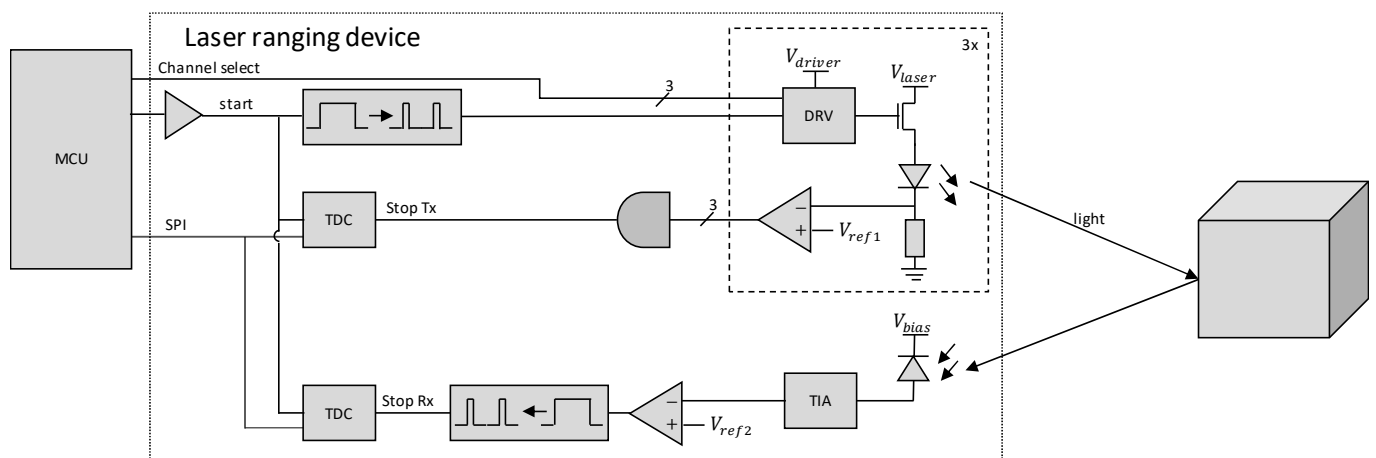 Laser ranging device
3x
Channel select
V_driver
V_laser
3
start
DRV
MCU
TDC
Stop Tx
3
SPI
V_ref1
light
V_bias
TDC
Stop Rx
TIA
V_ref2